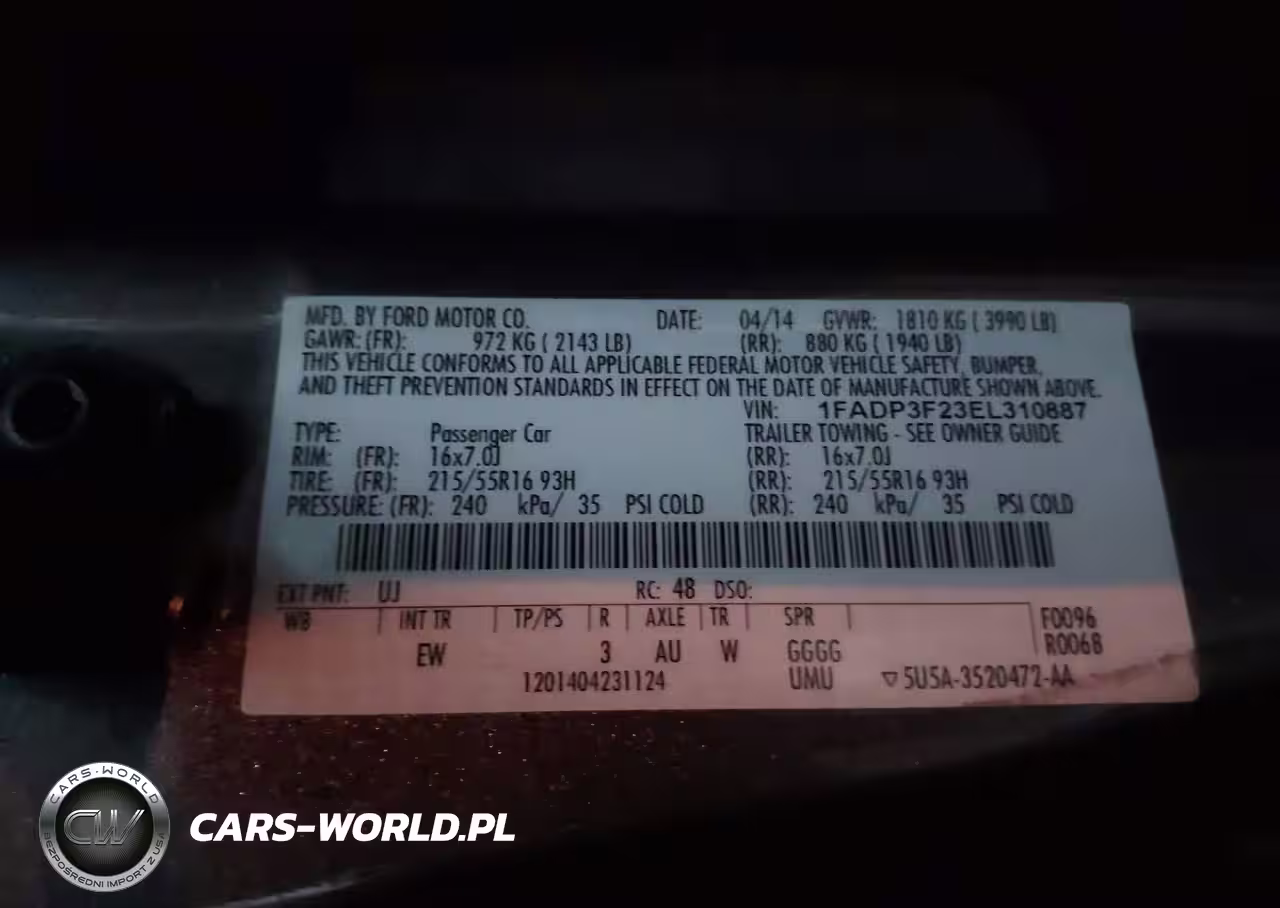 MFD. BY FORD MOTOR CO. DATE: 04/14 GVWR: 1810 KG ( 3990 LB)
GAWR: (FR): 972 KG ( 2143 LB) (RR): 880 KG ( 1940 LB)
THIS VEHICLE CONFORMS TO ALL APPLICABLE FEDERAL MOTOR VEHICLE SAFETY, BUMPER,
AND THEFT PREVENTION STANDARDS IN EFFECT ON THE DATE OF MANUFACTURE SHOWN ABOVE.
VIN: 1FADP3F23EL310887
TYPE: Passenger Car TRAILER TOWING - SEE OWNER GUIDE
RIM: (FR): 16x7.0J (RR): 16x7.0J
TIRE: (FR): 215/55R16 93H (RR): 215/55R16 93H
PRESSURE: (FR): 240 kPa/ 35 PSI COLD (RR): 240 kPa/ 35 PSI COLD
EXT PNT: UJ RC: 48 DSO:
WB INT TR TP/PS R AXLE TR SPR F0096
EW 3 AU W GGGG R0068
1201404231124 UMU ▽5U5A-3520472-AA
CARS-WORLD
CW
BEZPOŚREDNI IMPORT Z USA
CARS-WORLD.PL